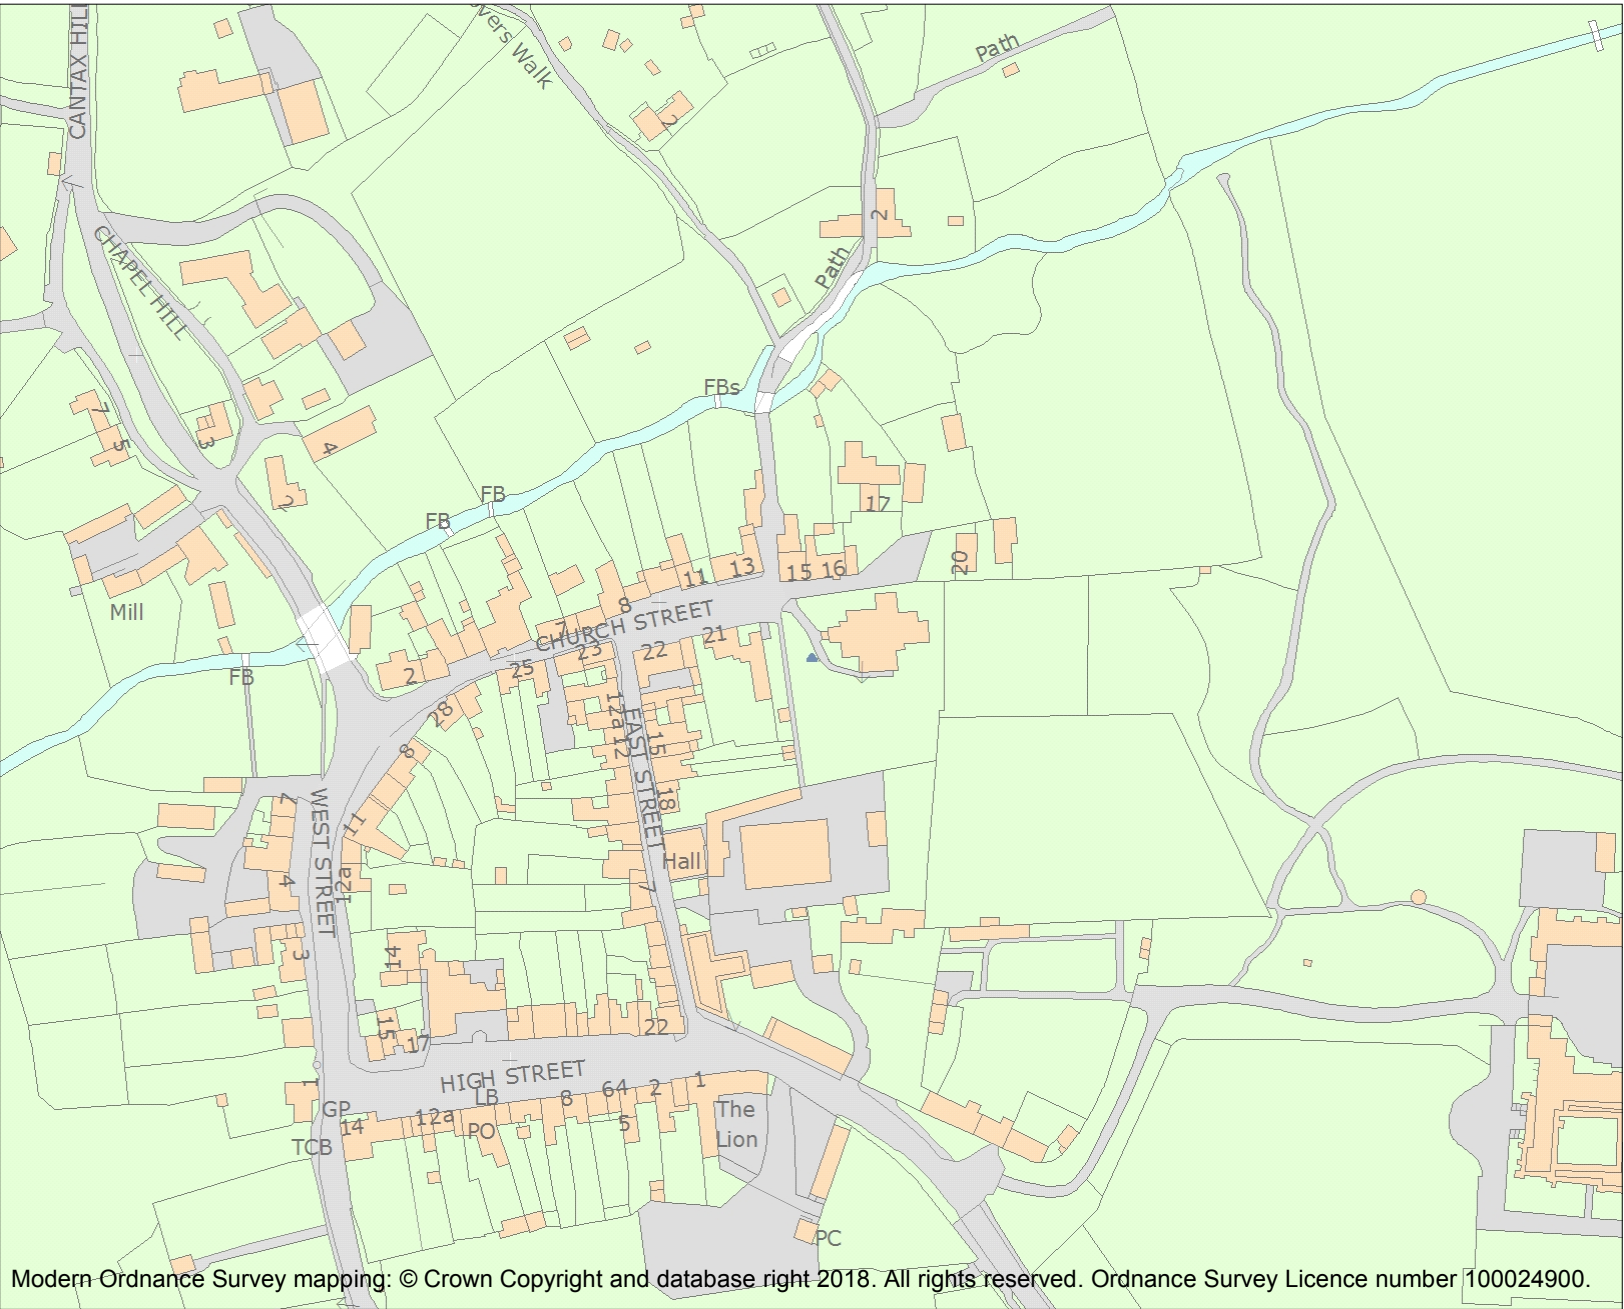 CANTAX HILL
overs Walk
Path
2
2
CHAPEL HILL
Path
FBs
7
5
3
4
2
FB
FB
17
20
11
13
15
16
Mill
8
7
CHURCH STREET
21
22
23
25
2
28
FB
12a
12
EAST STREET
15
18
8
7
WEST STREET
11
Hall
4
12a
7
3
14
15
17
22
HIGH STREET
1
GP
14
TCB
12a
LB
PO
8
64
5
2
1
The
Lion
PC
Modern Ordnance Survey mapping: © Crown Copyright and database right 2018. All rights reserved. Ordnance Survey Licence number 100024900.